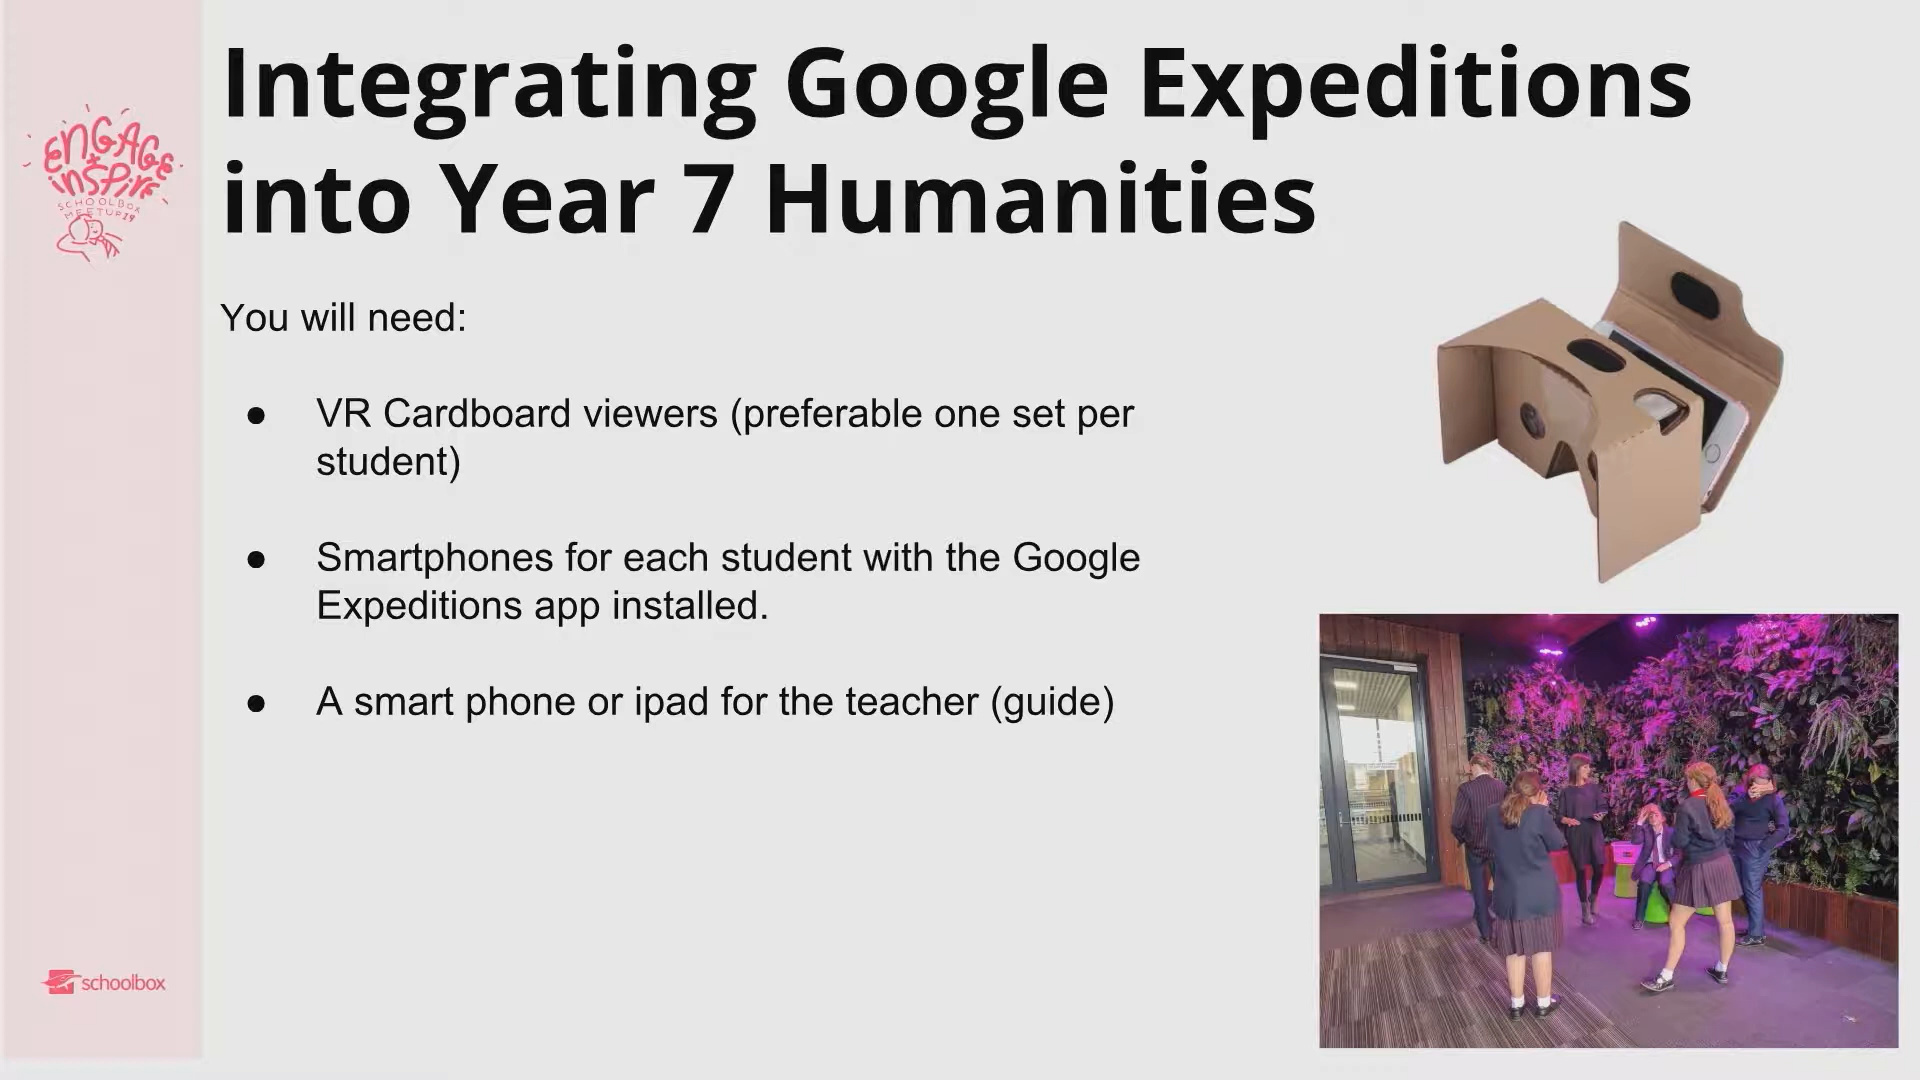 Integrating Google Expeditions
into Year 7 Humanities
ENGAGE
+
inspire
SCHOOLBOX
MEETUP19
You will need:
● VR Cardboard viewers (preferable one set per
student)
● Smartphones for each student with the Google
Expeditions app installed.
● A smart phone or ipad for the teacher (guide)
schoolbox